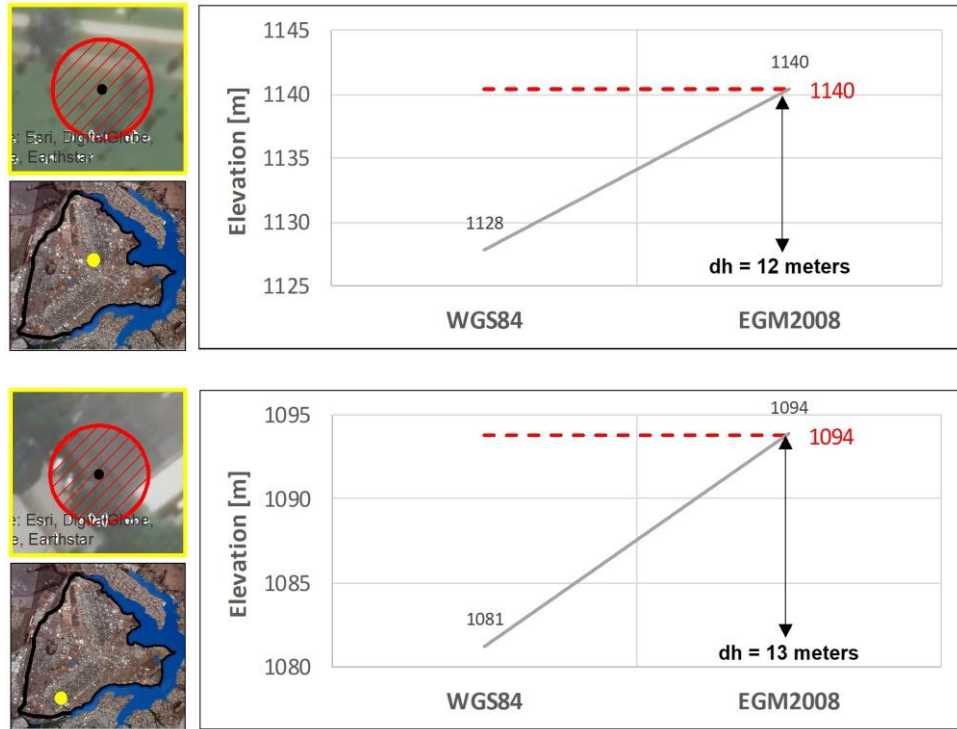 e: Esri, DigitalGlobe,
e, Earthstar
Elevation [m]
1145
1140
1135
1130
1125
1128
1140
1140
dh = 12 meters
WGS84
EGM2008
e: Esri, DigitalGlobe,
e, Earthstar
Elevation [m]
1095
1090
1085
1080
1081
1094
1094
dh = 13 meters
WGS84
EGM2008